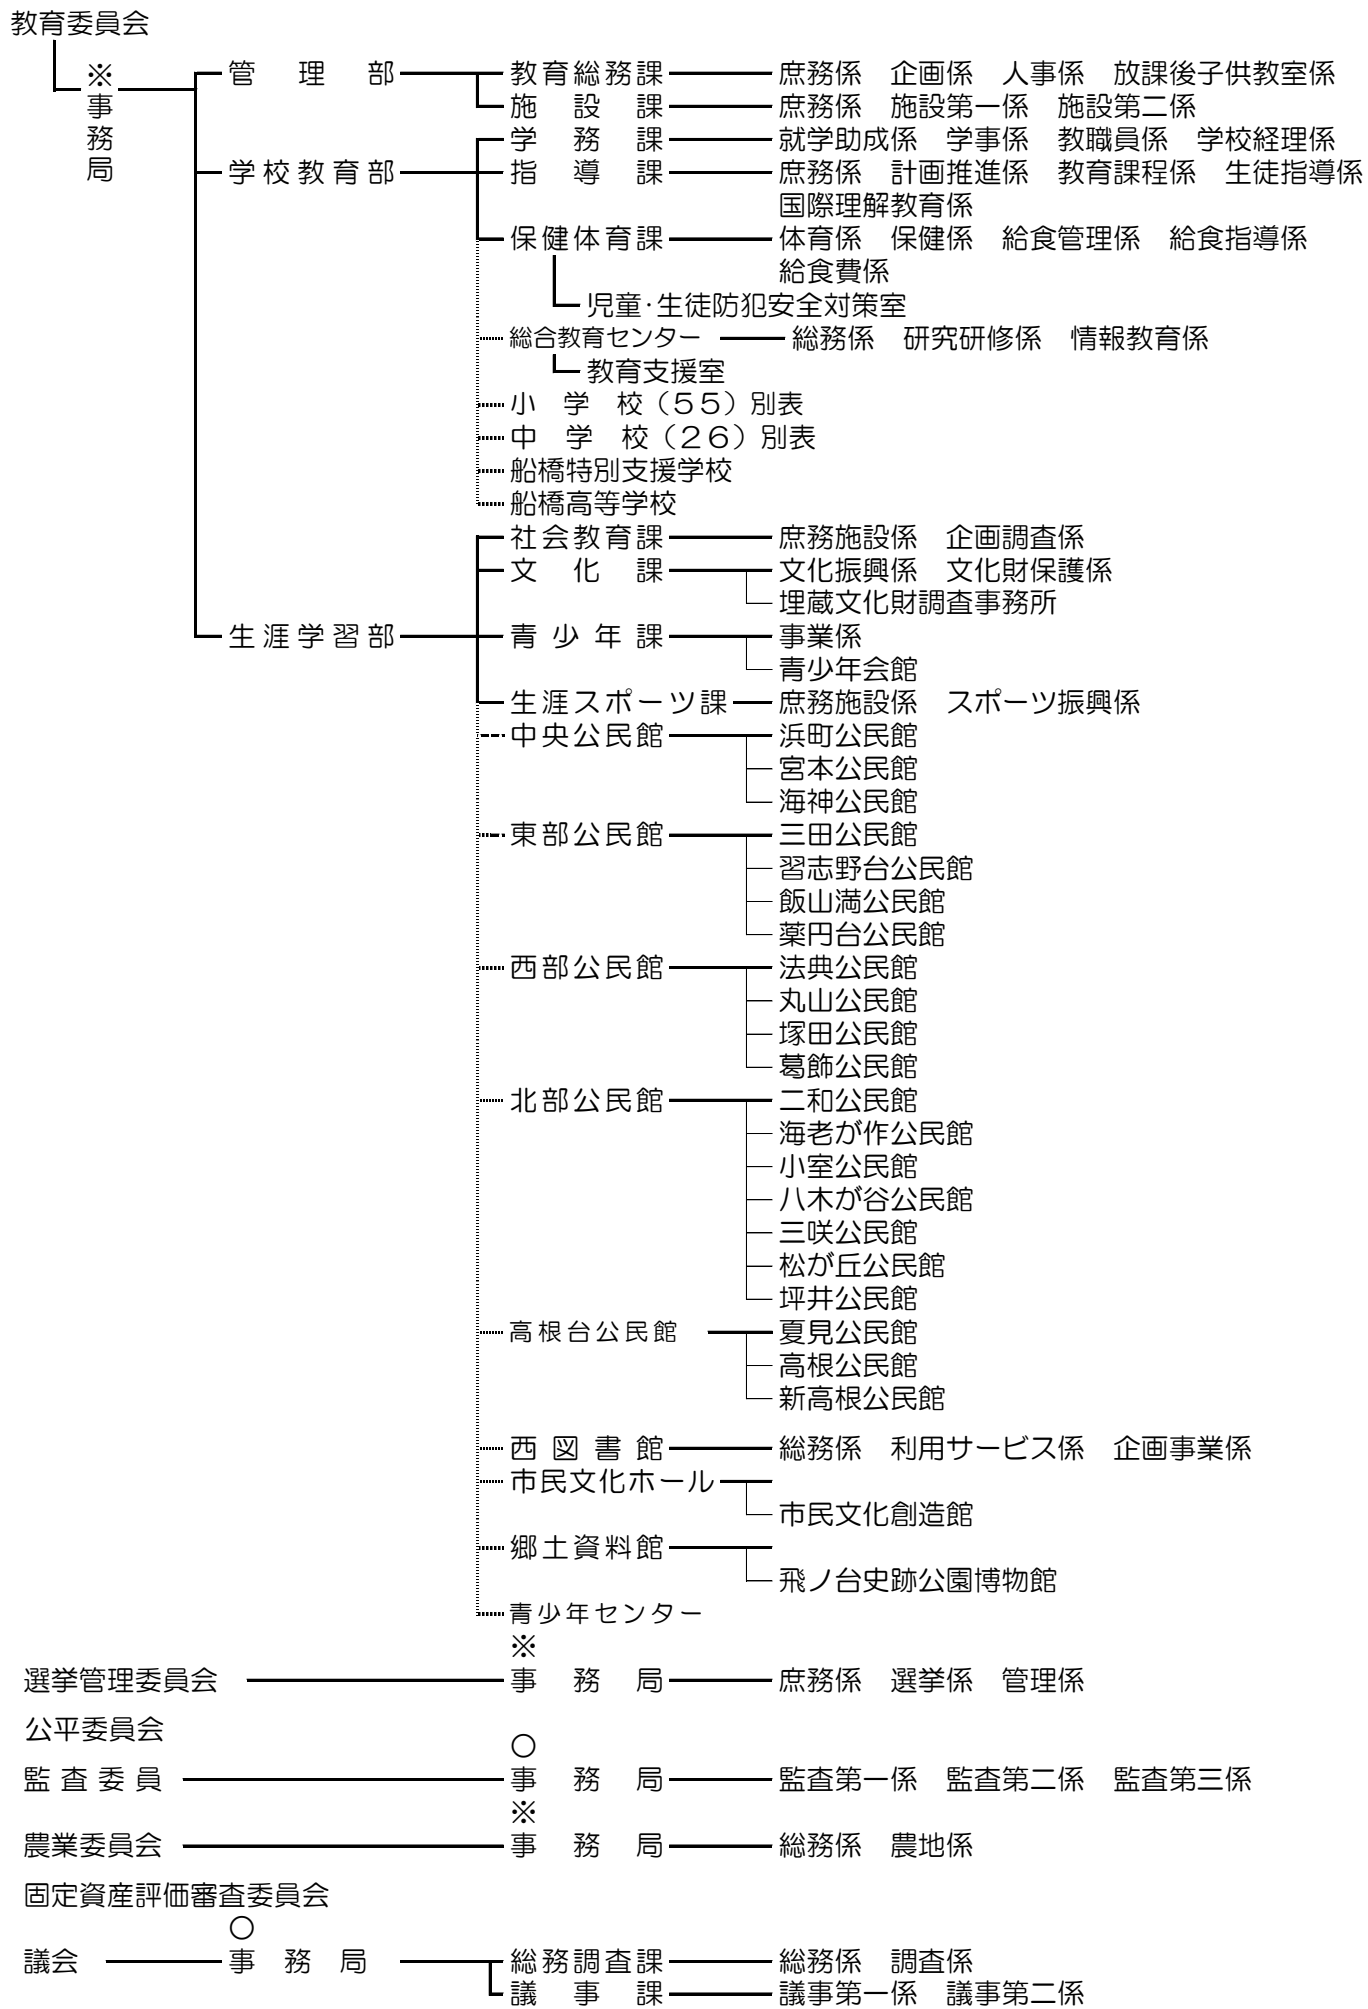 教育委員会
※事務局
管理部 教育総務課 庶務係 企画係 人事係 放課後子供教室係
施設課 庶務係 施設第一係 施設第二係
学務課 就学助成係 学事係 教職員係 学校経理係
学校教育部 指導課 庶務係 計画推進係 教育課程係 生徒指導係
国際理解教育係
保健体育課 体育係 保健係 給食管理係 給食指導係
給食費係
児童･生徒防犯安全対策室
総合教育センター 総務係 研究研修係 情報教育係
教育支援室
小学校（５５）別表
中学校（２６）別表
船橋特別支援学校
船橋高等学校
社会教育課 庶務施設係 企画調査係
文化課 文化振興係 文化財保護係
埋蔵文化財調査事務所
生涯学習部 青少年課 事業係
青少年会館
生涯スポーツ課 庶務施設係 スポーツ振興係
中央公民館 浜町公民館
宮本公民館
海神公民館
東部公民館 三田公民館
習志野台公民館
飯山満公民館
薬円台公民館
西部公民館 法典公民館
丸山公民館
塚田公民館
葛飾公民館
北部公民館 二和公民館
海老が作公民館
小室公民館
八木が谷公民館
三咲公民館
松が丘公民館
坪井公民館
高根台公民館 夏見公民館
高根公民館
新高根公民館
西図書館 総務係 利用サービス係 企画事業係
市民文化ホール
市民文化創造館
郷土資料館
飛ノ台史跡公園博物館
青少年センター
※
選挙管理委員会 事務局 庶務係 選挙係 管理係
公平委員会
○
監査委員 事務局 監査第一係 監査第二係 監査第三係
※
農業委員会 事務局 総務係 農地係
固定資産評価審査委員会
○
議会 事務局 総務調査課 総務係 調査係
議事課 議事第一係 議事第二係